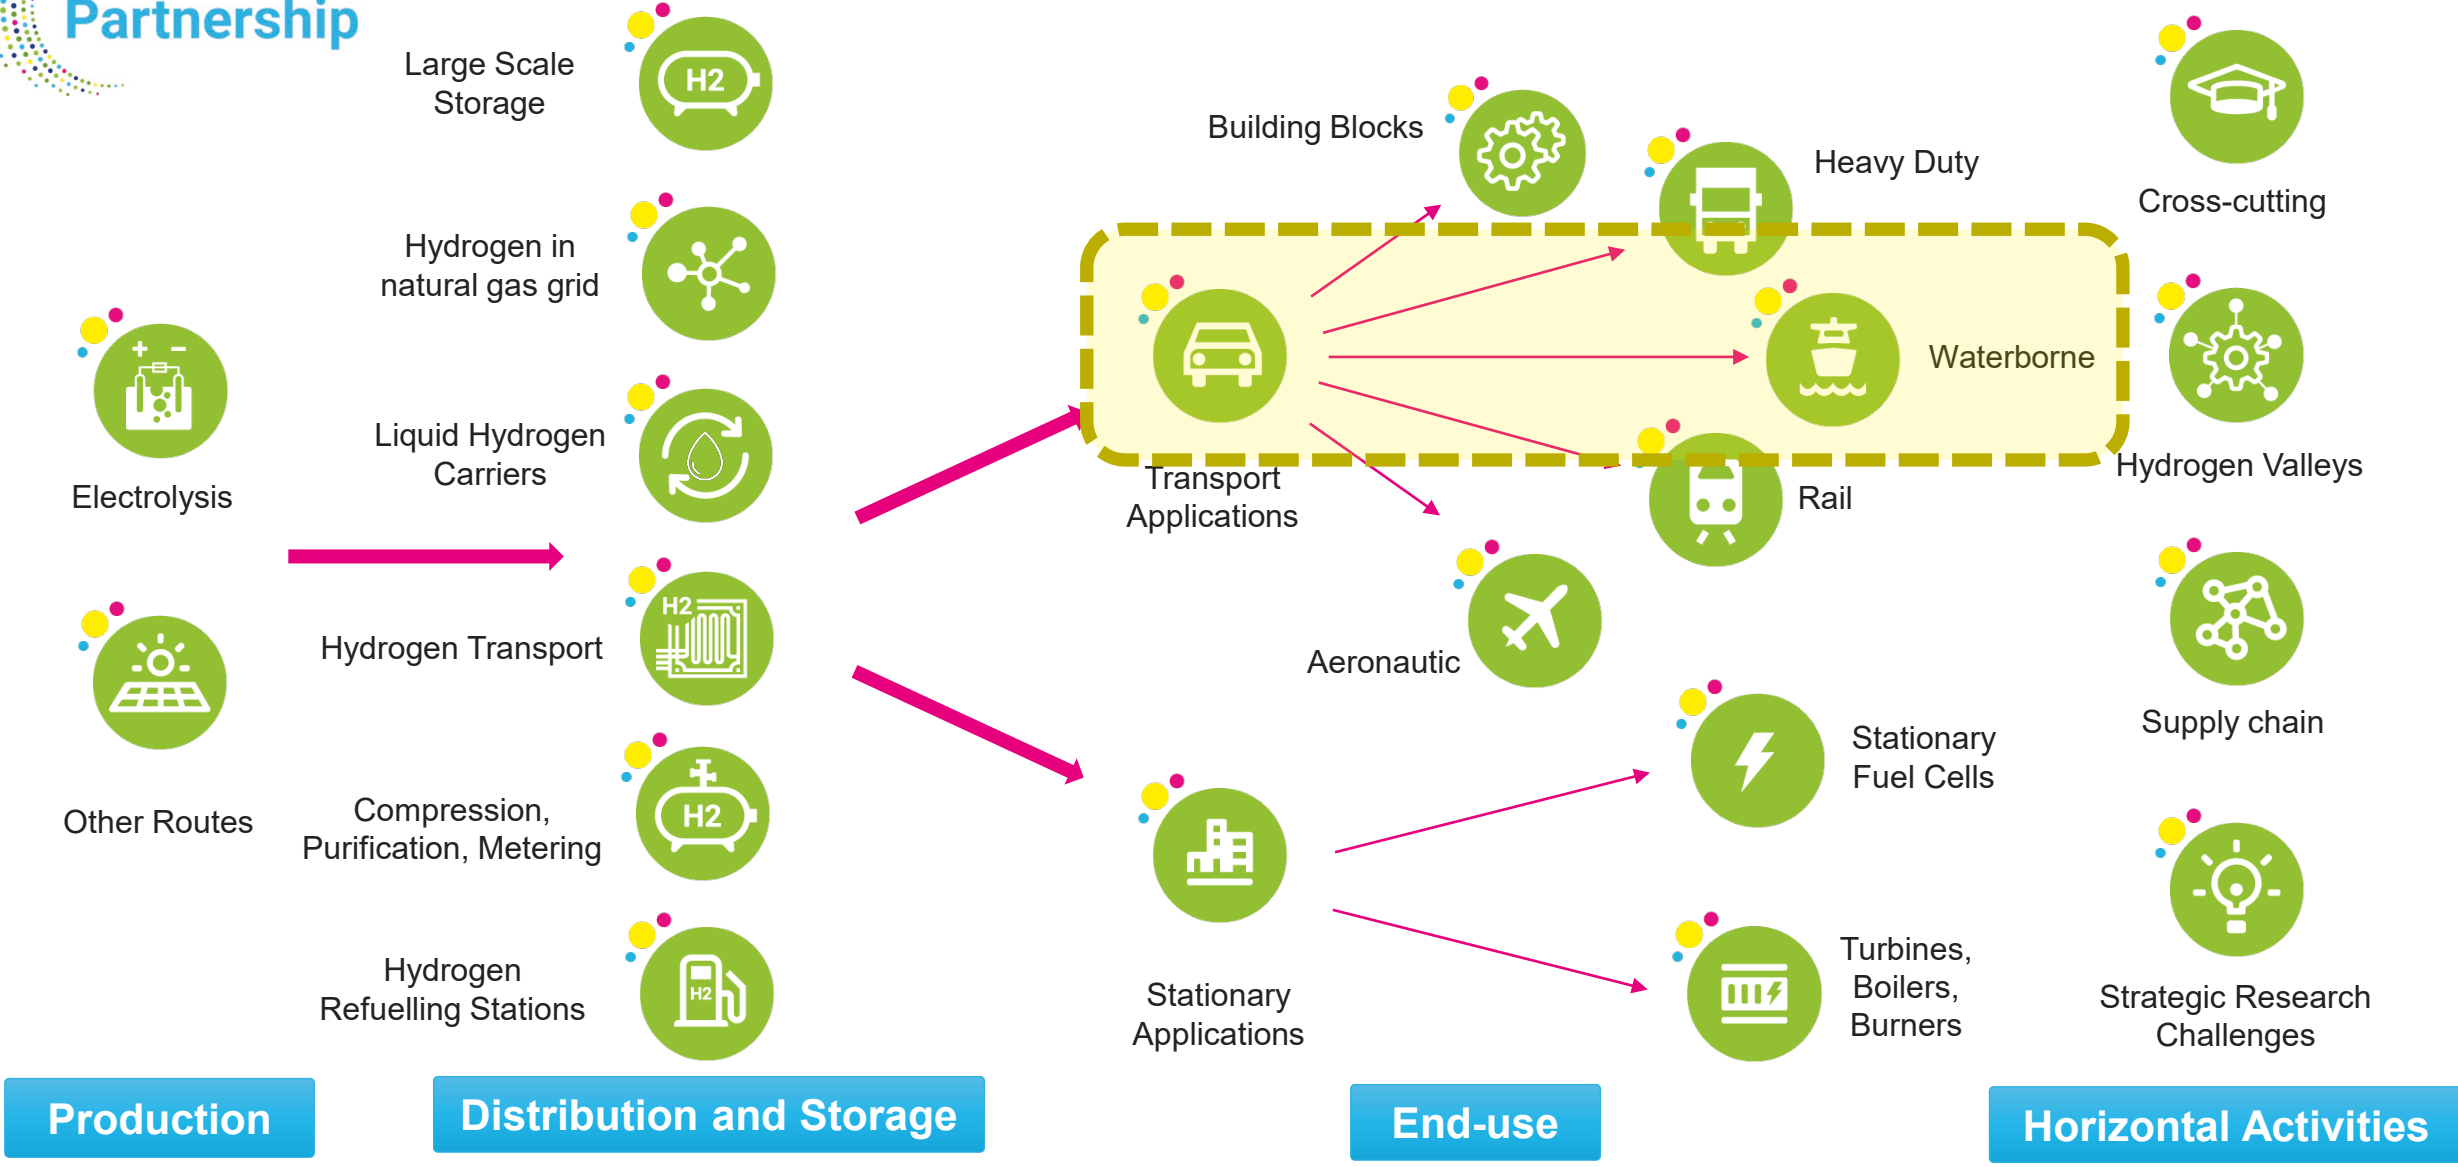 Partnership
Electrolysis
Other Routes
Production
Large Scale
Storage
H2
Hydrogen in
natural gas grid
Liquid Hydrogen
Carriers
Hydrogen Transport
H2
Compression,
Purification, Metering
H2
Hydrogen
Refuelling Stations
H2
Distribution and Storage
Building Blocks
Heavy Duty
Waterborne
Transport
Applications
Rail
Aeronautic
Stationary
Fuel Cells
Stationary
Applications
Turbines,
Boilers,
Burners
End-use
Cross-cutting
Hydrogen Valleys
Supply chain
Strategic Research
Challenges
Horizontal Activities